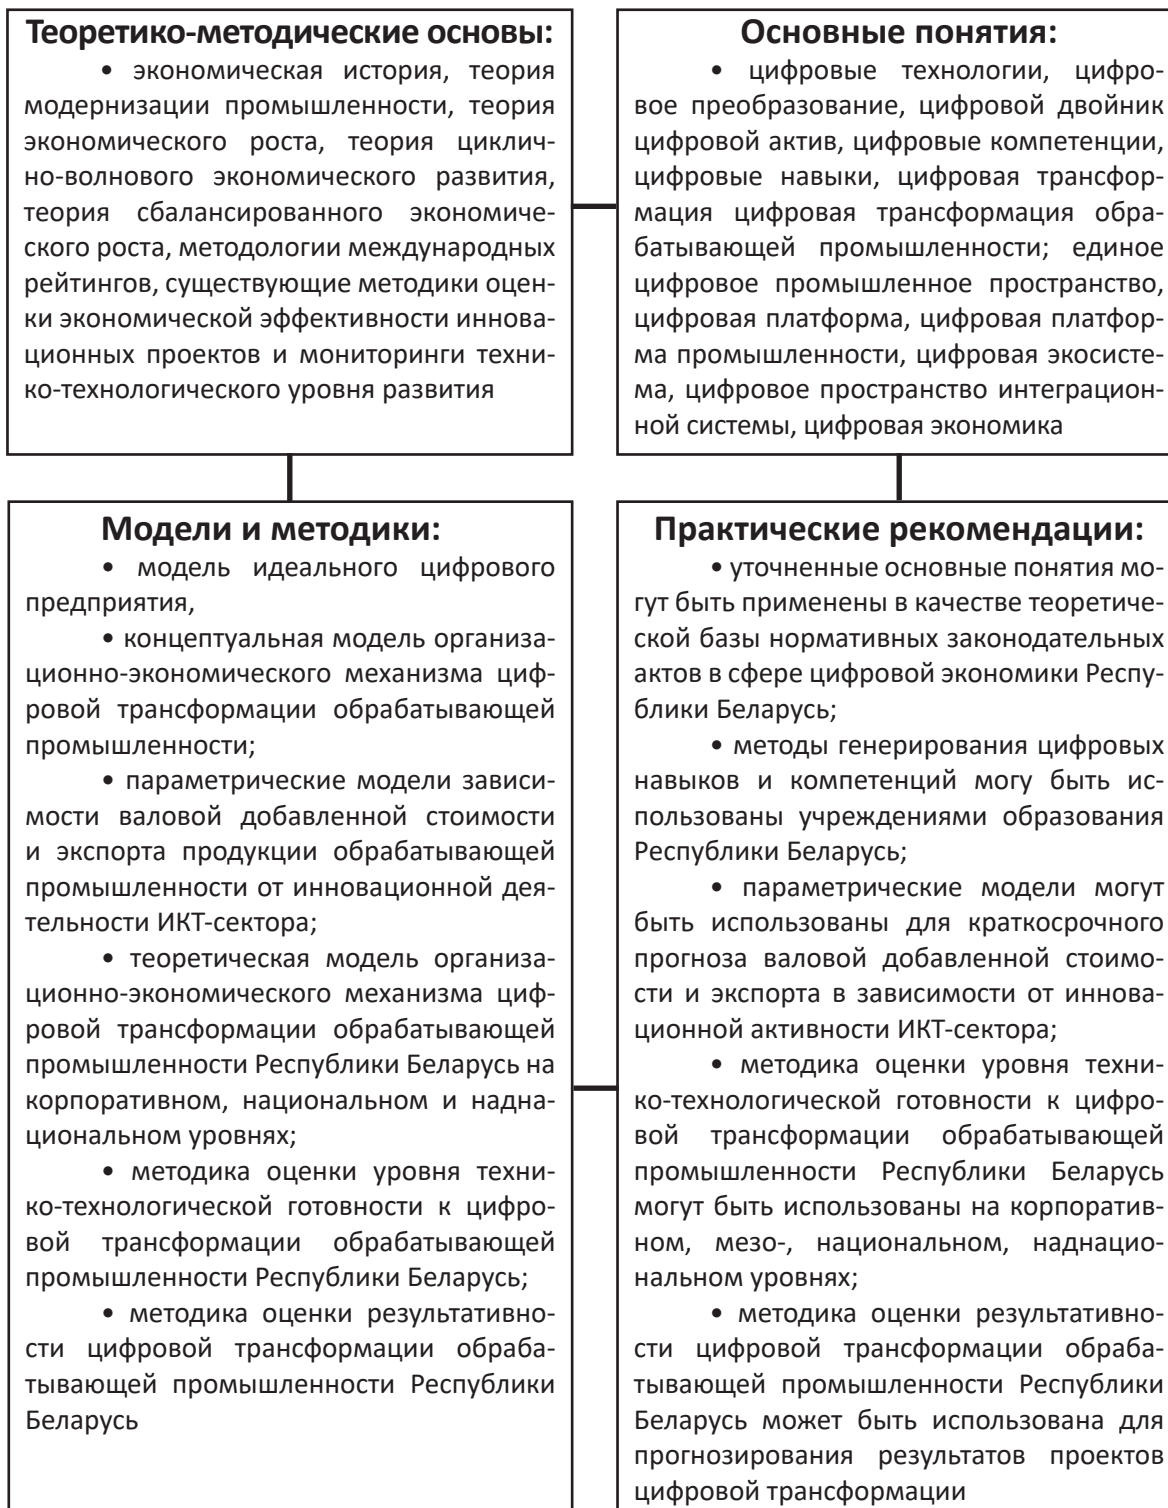 Теоретико-методические основы:
• экономическая история, теория
модернизации промышленности, теория
экономического роста, теория циклич-
но-волнового экономического развития,
теория сбалансированного экономиче-
ского роста, методологии международных
рейтингов, существующие методики оцен-
ки экономической эффективности иннова-
ционных проектов и мониторинги техни-
ко-технологического уровня развития
Основные понятия:
• цифровые технологии, цифро-
вое преобразование, цифровой двойник
цифровой актив, цифровые компетенции,
цифровые навыки, цифровая трансфор-
мация цифровая трансформация обра-
батывающей промышленности; единое
цифровое промышленное пространство,
цифровая платформа, цифровая платфор-
ма промышленности, цифровая экосисте-
ма, цифровое пространство интеграцион-
ной системы, цифровая экономика
Модели и методики:
• модель идеального цифрового
предприятия,
• концептуальная модель организа-
ционно-экономического механизма циф-
ровой трансформации обрабатывающей
промышленности;
• параметрические модели зависи-
мости валовой добавленной стоимости
и экспорта продукции обрабатывающей
промышленности от инновационной дея-
тельности ИКТ-сектора;
• теоретическая модель организа-
ционно-экономического механизма циф-
ровой трансформации обрабатывающей
промышленности Республики Беларусь на
корпоративном, национальном и надна-
циональном уровнях;
• методика оценки уровня техни-
ко-технологической готовности к цифро-
вой трансформации обрабатывающей
промышленности Республики Беларусь;
• методика оценки результативно-
сти цифровой трансформации обраба-
тывающей промышленности Республики
Беларусь
Практические рекомендации:
• уточненные основные понятия мо-
гут быть применены в качестве теоретиче-
ской базы нормативных законодательных
актов в сфере цифровой экономики Респу-
блики Беларусь;
• методы генерирования цифровых
навыков и компетенций могу быть ис-
пользованы учреждениями образования
Республики Беларусь;
• параметрические модели могут
быть использованы для краткосрочного
прогноза валовой добавленной стоимо-
сти и экспорта в зависимости от иннова-
ционной активности ИКТ-сектора;
• методика оценки уровня техни-
ко-технологической готовности к цифро-
вой трансформации обрабатывающей
промышленности Республики Беларусь
могут быть использованы на корпоратив-
ном, мезо-, национальном, наднацио-
нальном уровнях;
• методика оценки результативно-
сти цифровой трансформации обраба-
тывающей промышленности Республики
Беларусь может быть использована для
прогнозирования результатов проектов
цифровой трансформации